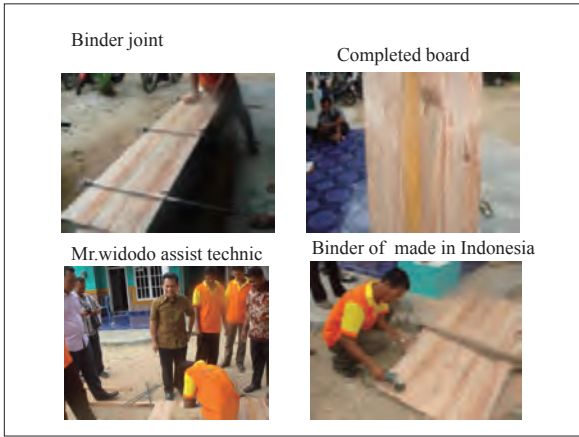 Binder joint
Completed board
Mr.widodo assist technic
Binder of made in Indonesia